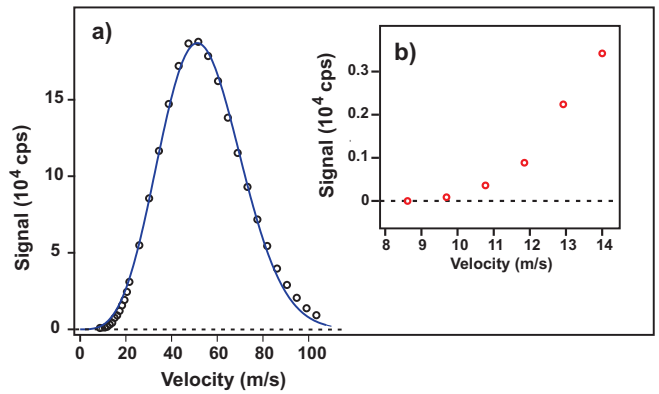 a)
Signal (10⁴ cps)
15
10
5
0
0 20 40 60 80 100
Velocity (m/s)
b)
Signal (10⁴ cps)
0.3
0.2
0.1
0
8 9 10 11 12 13 14
Velocity (m/s)